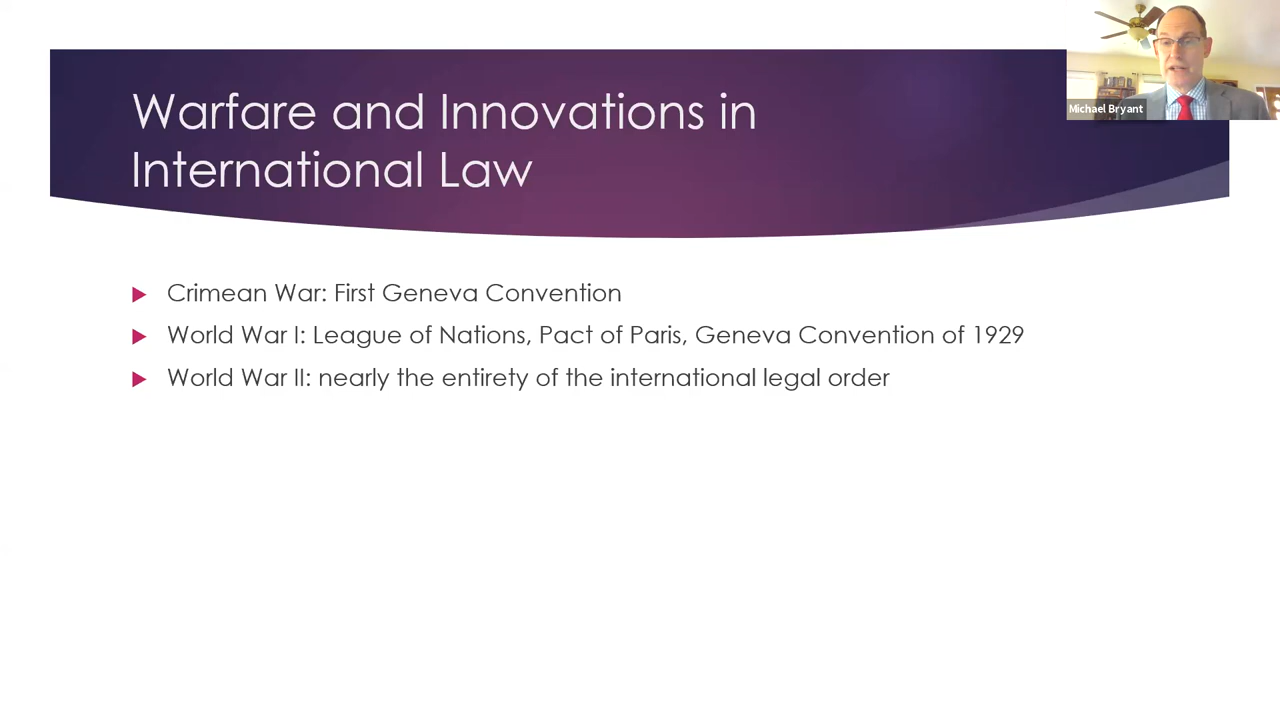 Warfare and Innovations in
International Law
Michael Bryant
Crimean War: First Geneva Convention
World War I: League of Nations, Pact of Paris, Geneva Convention of 1929
World War II: nearly the entirety of the international legal order